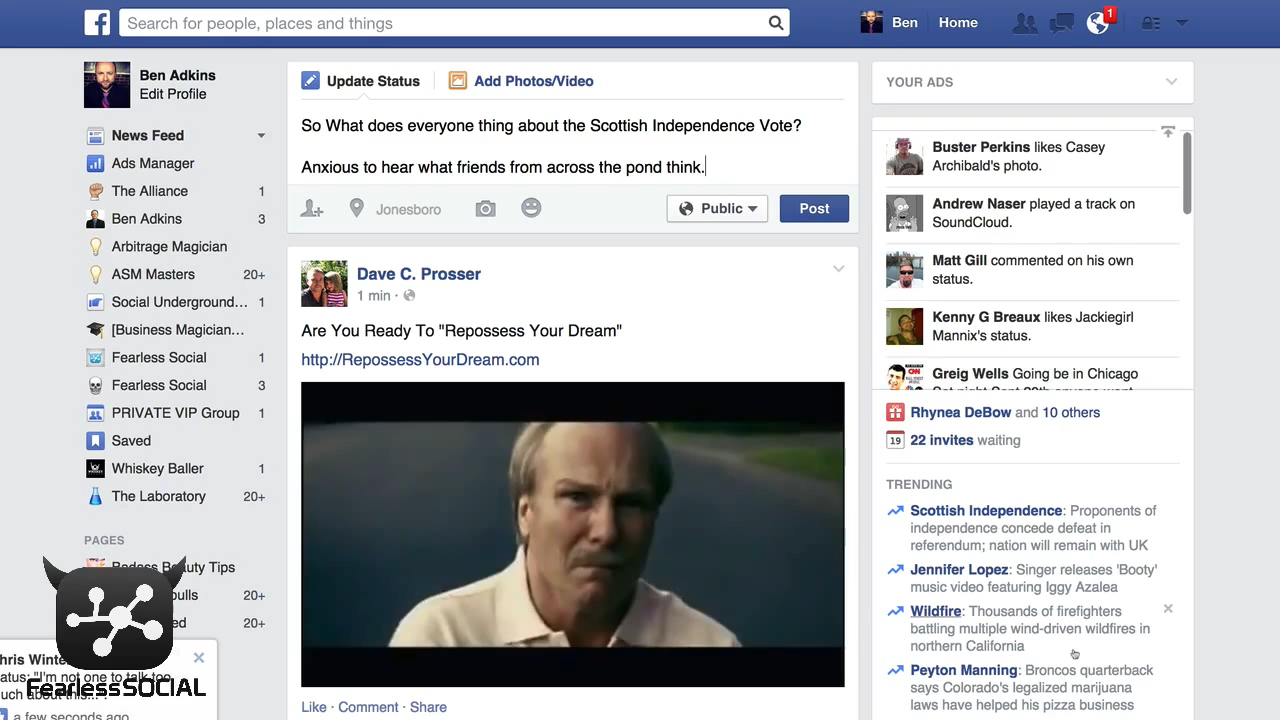 Search for people, places and things
Ben
Home
1
Ben Adkins
Edit Profile
News Feed
Ads Manager
The Alliance 1
Ben Adkins 3
Arbitrage Magician
ASM Masters 20+
Social Underground... 1
[Business Magician...
Fearless Social 1
Fearless Social 3
PRIVATE VIP Group 1
Saved
Whiskey Baller 1
The Laboratory 20+
PAGES
Badass Beauty Tips
20+
20+
FearlessSOCIAL
a few seconds ago
Update Status
Add Photos/Video
So What does everyone thing about the Scottish Independence Vote?
Anxious to hear what friends from across the pond think.
Jonesboro
Public
Post
Dave C. Prosser
1 min ·
Are You Ready To "Repossess Your Dream"
http://RepossessYourDream.com
Like · Comment · Share
YOUR ADS
Buster Perkins likes Casey
Archibald's photo.
Andrew Naser played a track on
SoundCloud.
Matt Gill commented on his own
status.
Kenny G Breaux likes Jackiegirl
Mannix's status.
Greig Wells Going be in Chicago
Rhynea DeBow and 10 others
19
22 invites waiting
TRENDING
Scottish Independence: Proponents of
independence concede defeat in
referendum; nation will remain with UK
Jennifer Lopez: Singer releases 'Booty'
music video featuring Iggy Azalea
Wildfire: Thousands of firefighters
battling multiple wind-driven wildfires in
northern California
Peyton Manning: Broncos quarterback
says Colorado's legalized marijuana
laws have helped his pizza business